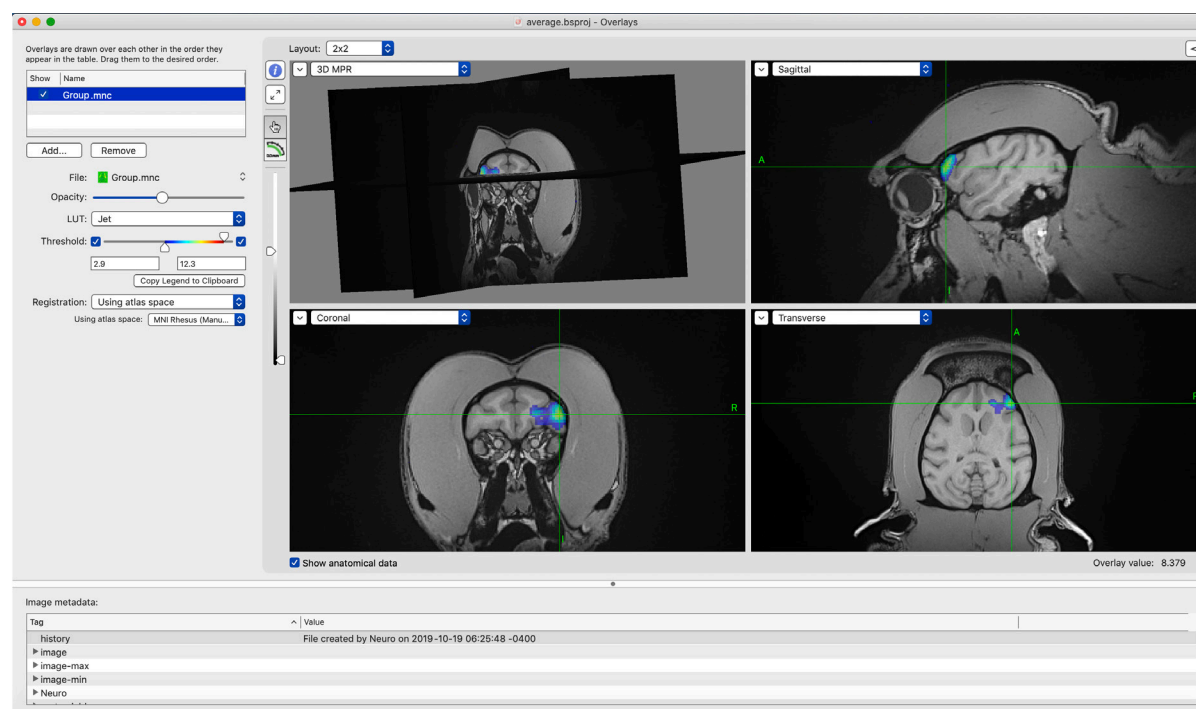 average.bsproj - Overlays
Overlays are drawn over each other in the order they
appear in the table. Drag them to the desired order.
Show Name
Group.mnc
Add... Remove
File: Group.mnc
Opacity:
LUT: Jet
Threshold:
2.9 12.3
Copy Legend to Clipboard
Registration: Using atlas space
Using atlas space: MNI Rhesus (Manu...
Layout: 2x2
3D MPR
Sagittal
A
I
Coronal
R
I
Transverse
A
Show anatomical data
Overlay value: 8.379
Image metadata:
Tag Value
history File created by Neuro on 2019-10-19 06:25:48 -0400
image
image-max
image-min
Neuro